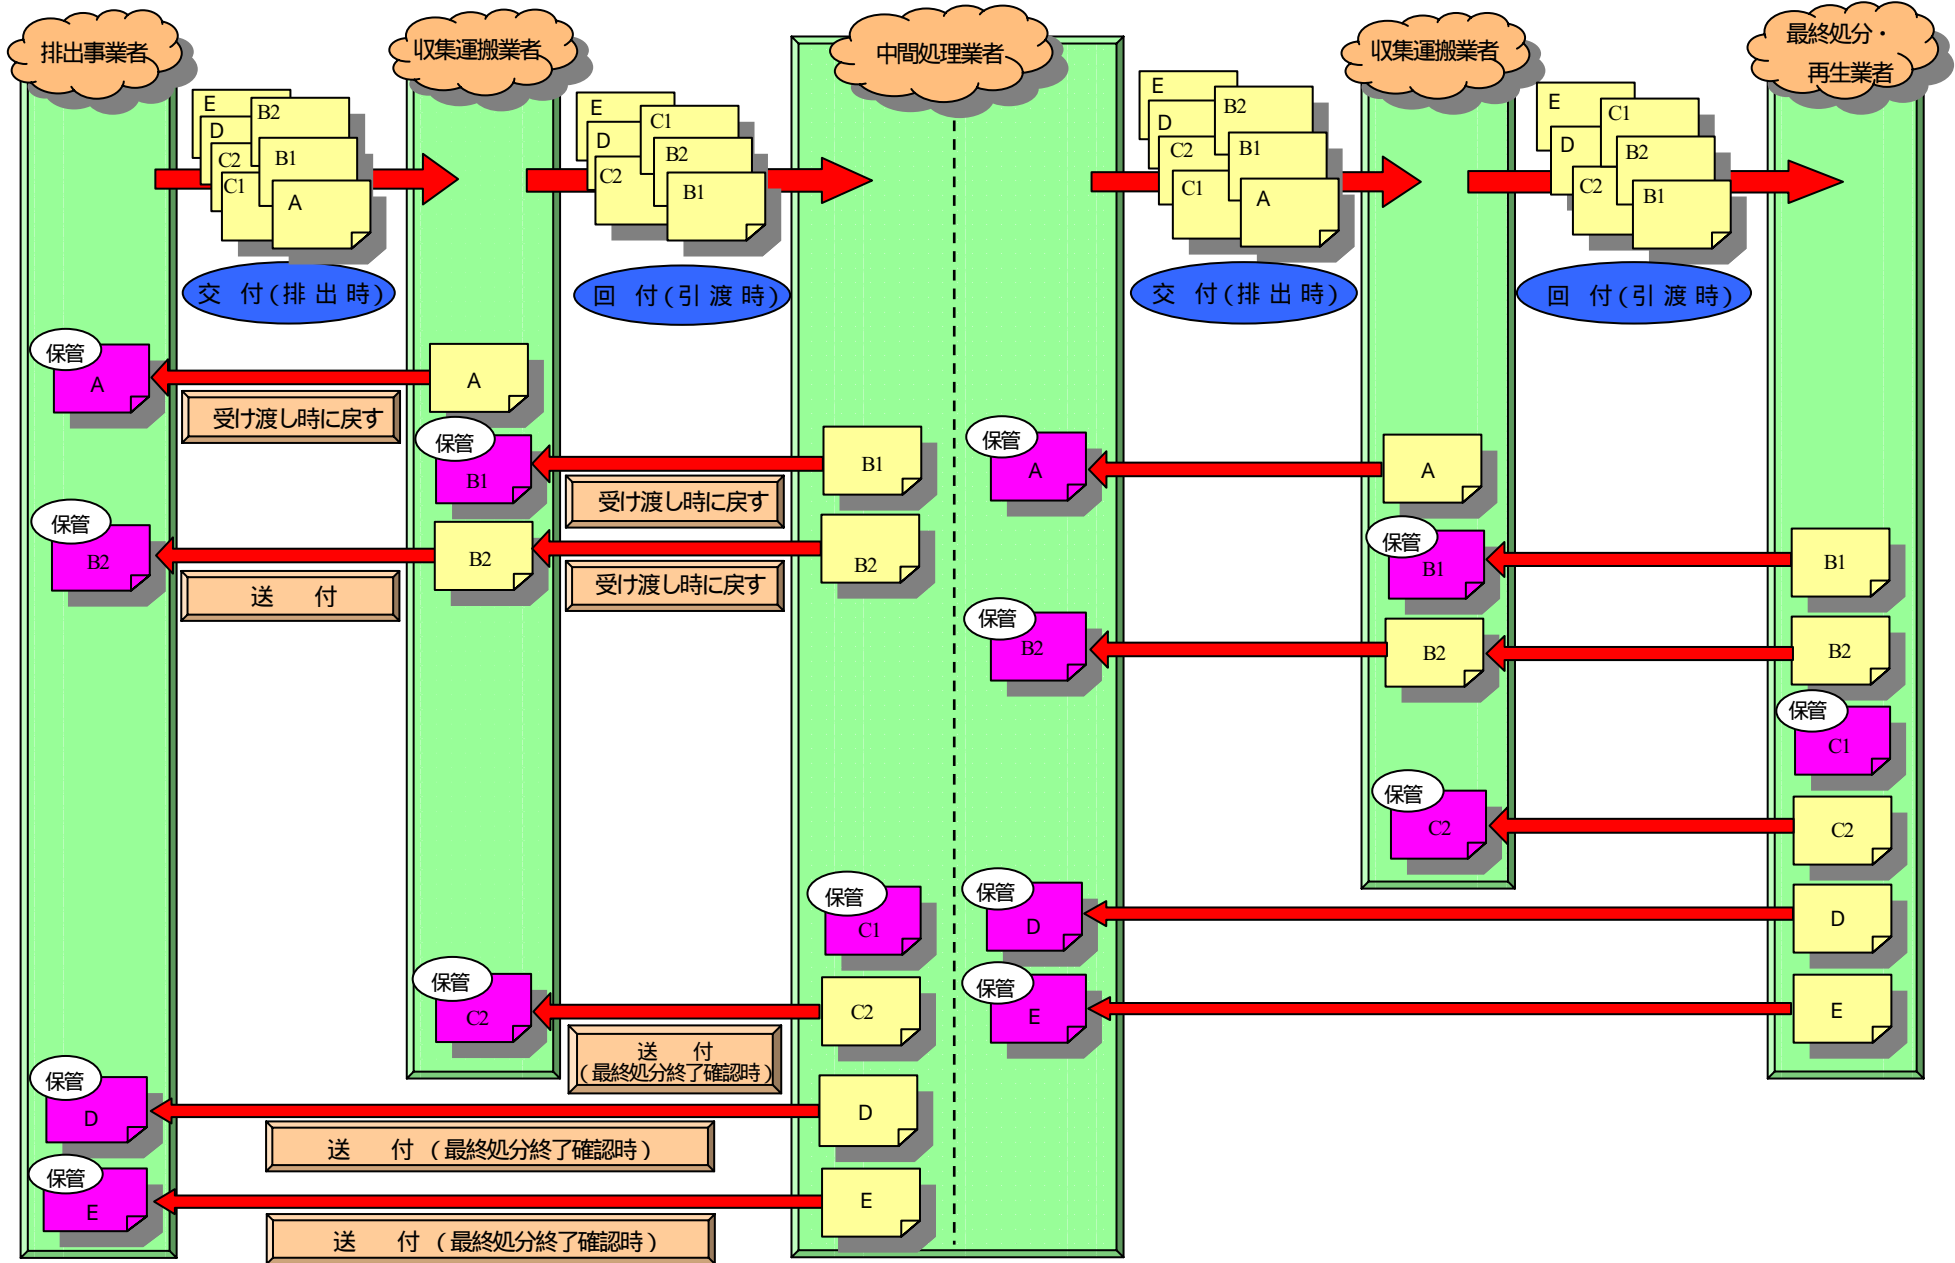 排出事業者
収集運搬業者
中間処理業者
収集運搬業者
最終処分・
再生業者
E
D
C2
C1
B2
B1
A
E
D
C2
C1
B2
B1
E
D
C2
C1
B2
B1
A
E
D
C2
C1
B2
B1
交 付(排 出 時)
回 付(引 渡 時)
交 付(排 出 時)
回 付(引 渡 時)
保管
A
A
受け渡し時に戻す
保管
B1
B1
受け渡し時に戻す
保管
A
A
保管
B2
B2
B2
送 付
受け渡し時に戻す
保管
B1
B1
保管
B2
B2
B2
保管
C1
保管
C2
C2
保管
C1
保管
D
D
保管
C2
C2
送 付
(最終処分終了確認時)
保管
E
E
保管
D
D
送 付 (最終処分終了確認時)
保管
E
E
送 付 (最終処分終了確認時)